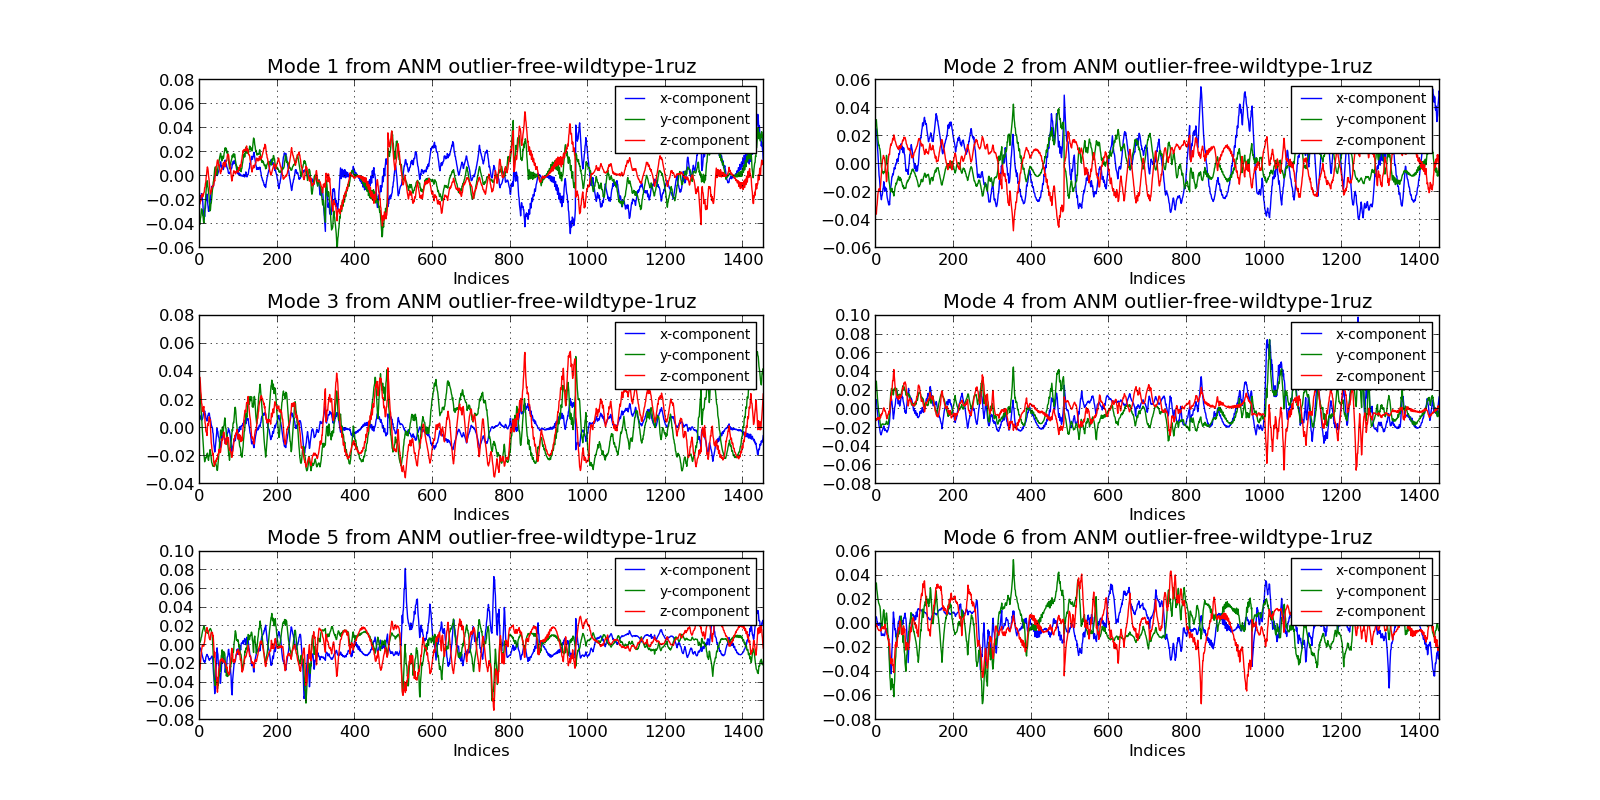 Mode 1 from ANM outlier-free-wildtype-1ruz
0.08
0.06
0.04
0.02
0.00
−0.02
−0.04
−0.06
x-component
y-component
z-component
0 200 400 600 800 1000 1200 1400
Indices
Mode 2 from ANM outlier-free-wildtype-1ruz
0.06
0.04
0.02
0.00
−0.02
−0.04
−0.06
x-component
y-component
z-component
0 200 400 600 800 1000 1200 1400
Indices
Mode 3 from ANM outlier-free-wildtype-1ruz
0.08
0.06
0.04
0.02
0.00
−0.02
−0.04
x-component
y-component
z-component
0 200 400 600 800 1000 1200 1400
Indices
Mode 4 from ANM outlier-free-wildtype-1ruz
0.10
0.08
0.06
0.04
0.02
0.00
−0.02
−0.04
−0.06
−0.08
x-component
y-component
z-component
0 200 400 600 800 1000 1200 1400
Indices
Mode 5 from ANM outlier-free-wildtype-1ruz
0.10
0.08
0.06
0.04
0.02
0.00
−0.02
−0.04
−0.06
−0.08
x-component
y-component
z-component
0 200 400 600 800 1000 1200 1400
Indices
Mode 6 from ANM outlier-free-wildtype-1ruz
0.06
0.04
0.02
0.00
−0.02
−0.04
−0.06
−0.08
x-component
y-component
z-component
0 200 400 600 800 1000 1200 1400
Indices